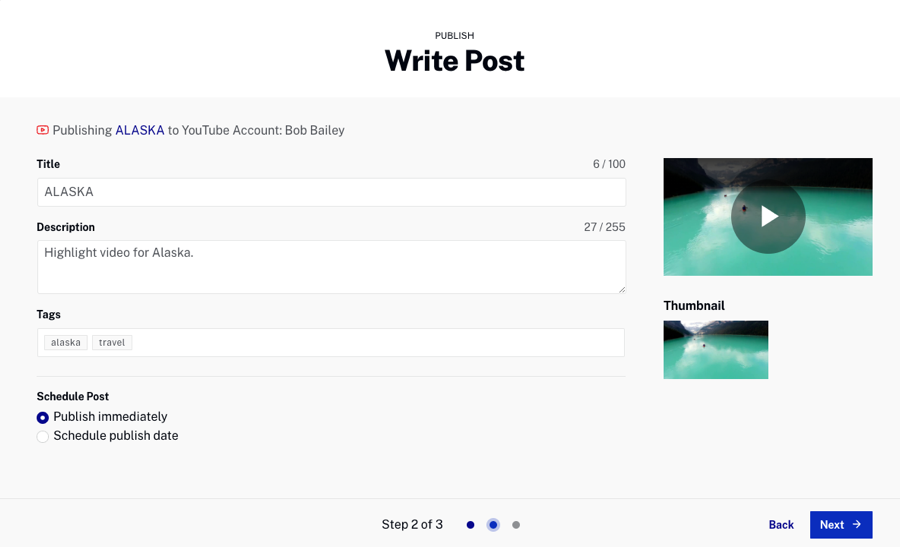 PUBLISH
Write Post
Publishing ALASKA to YouTube Account: Bob Bailey
Title 6 / 100
ALASKA
Description 27 / 255
Highlight video for Alaska.
Tags
alaska travel
Thumbnail
Schedule Post
Publish immediately
Schedule publish date
Step 2 of 3
Back Next →